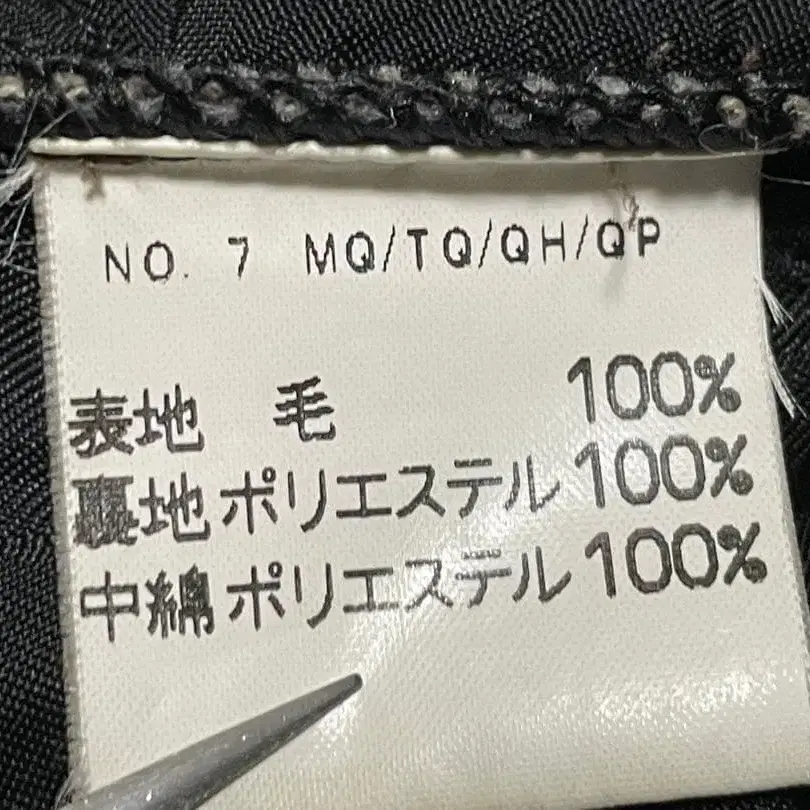 NO. 7 MQ/TQ/QH/QP
表地 毛 100%
裏地 ポリエステル 100%
中綿 ポリエステル 100%